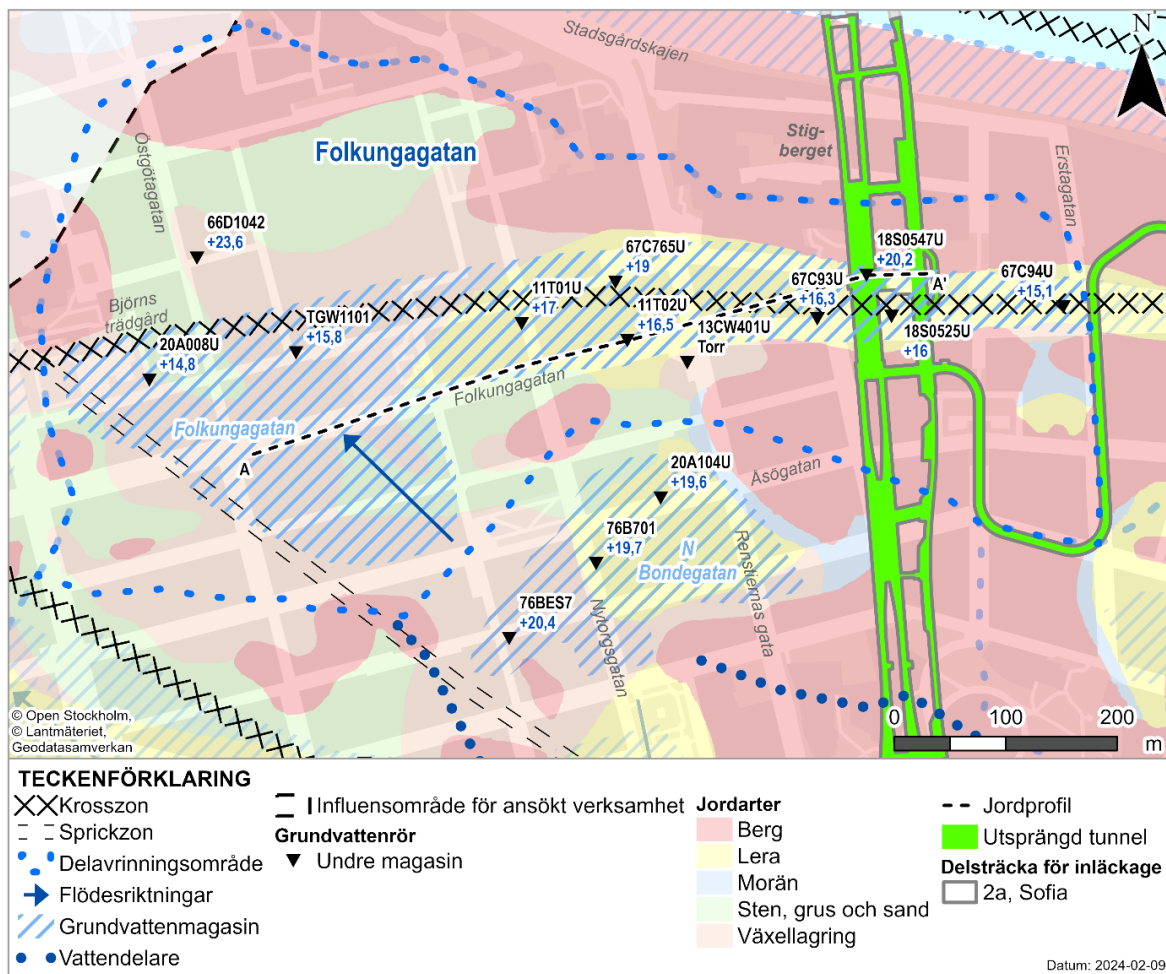 Stadsgårdskajen
N
Östgötagatan
Folkungagatan
Stig-
berget
Erstagatan
66D1042
+23,6
67C765U
+19
18S0547U
+20,2
Björns
trädgård
11T01U
+17
67C93U
+16,3
A'
67C94U
+15,1
TGW1101
+15,8
11T02U
+16,5
13CW401U
Torr
18S0525U
+16
20A008U
+14,8
Folkungagatan
Folkungagatan
A
20A104U
+19,6
Åsögatan
76B701
+19,7
N
Bondegatan
Renstiernas gata
76BES7
+20,4
Nytorgsgatan
© Open Stockholm,
© Lantmäteriet,
Geodatasamverkan
0 100 200
m
TECKENFÖRKLARING
Krosszon
Sprickzon
Delavrinningsområde
Flödesriktningar
Grundvattenmagasin
Vattendelare
Influensområde för ansökt verksamhet
Grundvattenrör
Undre magasin
Jordarter
Berg
Lera
Morän
Sten, grus och sand
Växellagring
Jordprofil
Utsprängd tunnel
Delsträcka för inläckage
2a, Sofia
Datum: 2024-02-09